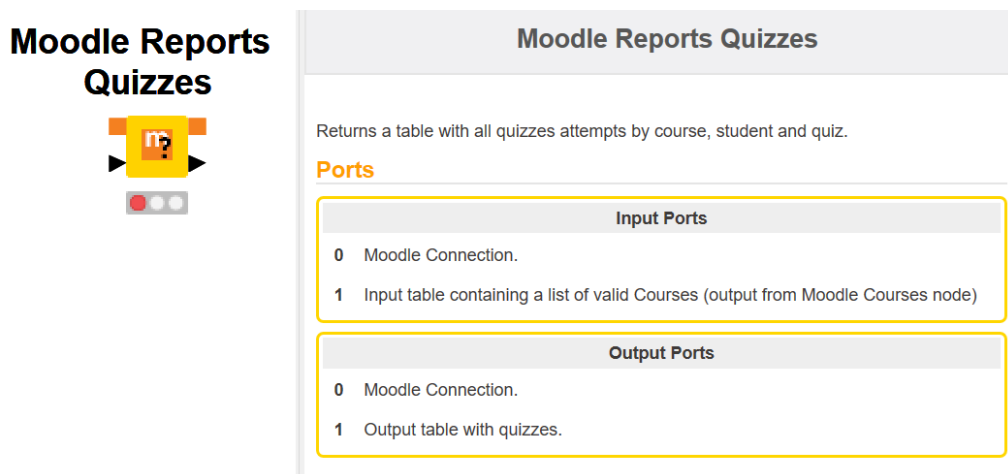 Moodle Reports
Quizzes
m?
Moodle Reports Quizzes
Returns a table with all quizzes attempts by course, student and quiz.
Ports
Input Ports
0 Moodle Connection.
1 Input table containing a list of valid Courses (output from Moodle Courses node)
Output Ports
0 Moodle Connection.
1 Output table with quizzes.